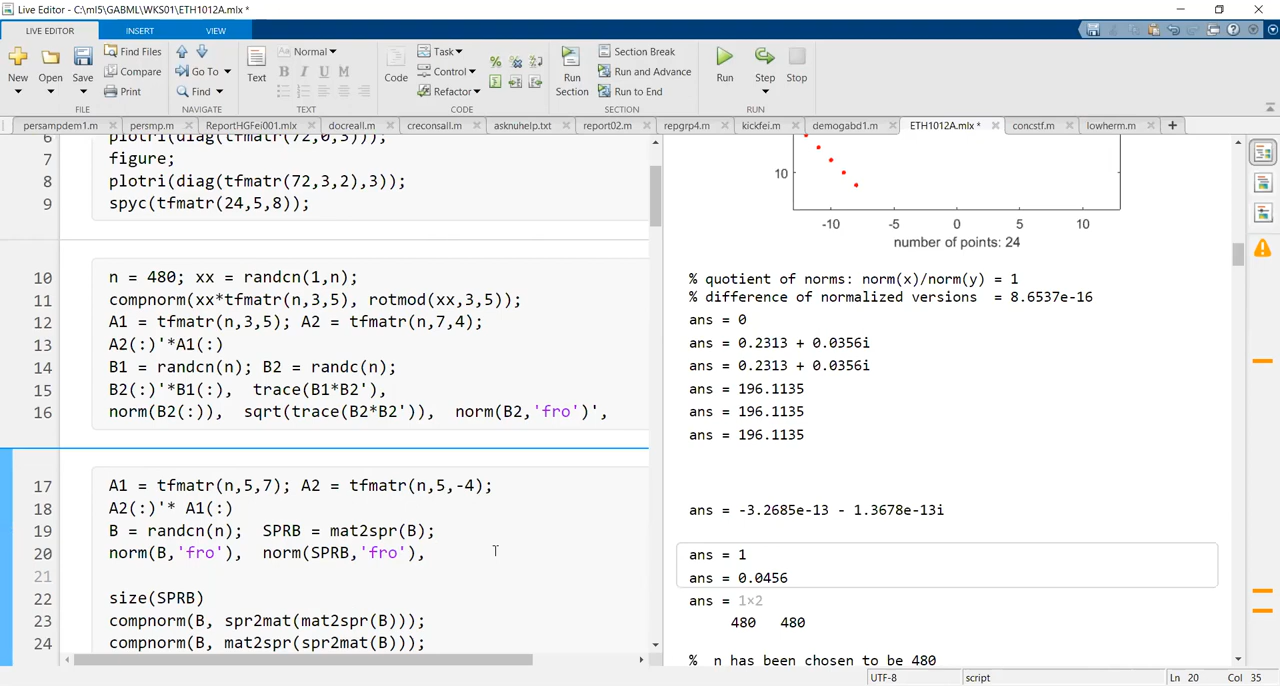 Live Editor - C:\ml5\GABML\WKS01\ETH1012A.mlx *
LIVE EDITOR INSERT VIEW
New Open Save Find Files Compare Print Go To Find Text Normal B I U M Code Task Control Refactor Run Section Section Break Run and Advance Run to End Run Step Stop
FILE NAVIGATE TEXT CODE SECTION RUN
persampdem1.m persmp.m ReportHGFei001.mlx docreall.m creconsall.m asknuhelp.txt report02.m repgrp4.m kickfei.m demogabd1.m ETH1012A.mlx * concstf.m lowherm.m
6 plotri(diag(tfmatr(72,0,3)));
7 figure;
8 plotri(diag(tfmatr(72,3,2),3));
9 spyc(tfmatr(24,5,8));
10 n = 480; xx = randcn(1,n);
11 compnorm(xx*tfmatr(n,3,5), rotmod(xx,3,5));
12 A1 = tfmatr(n,3,5); A2 = tfmatr(n,7,4);
13 A2(:)'*A1(:)
14 B1 = randcn(n); B2 = randc(n);
15 B2(:)'*B1(:), trace(B1*B2'),
16 norm(B2(:)), sqrt(trace(B2*B2')), norm(B2,'fro')',
17 A1 = tfmatr(n,5,7); A2 = tfmatr(n,5,-4);
18 A2(:)'* A1(:)
19 B = randcn(n); SPRB = mat2spr(B);
20 norm(B,'fro'), norm(SPRB,'fro'),
21
22 size(SPRB)
23 compnorm(B, spr2mat(mat2spr(B)));
24 compnorm(B, mat2spr(spr2mat(B)));
10
-10 -5 0 5 10
number of points: 24
% quotient of norms: norm(x)/norm(y) = 1
% difference of normalized versions = 8.6537e-16
ans = 0
ans = 0.2313 + 0.0356i
ans = 0.2313 + 0.0356i
ans = 196.1135
ans = 196.1135
ans = 196.1135
ans = -3.2685e-13 - 1.3678e-13i
ans = 1
ans = 0.0456
ans = 1×2
480 480
% n has been chosen to be 480
UTF-8 script Ln 20 Col 35